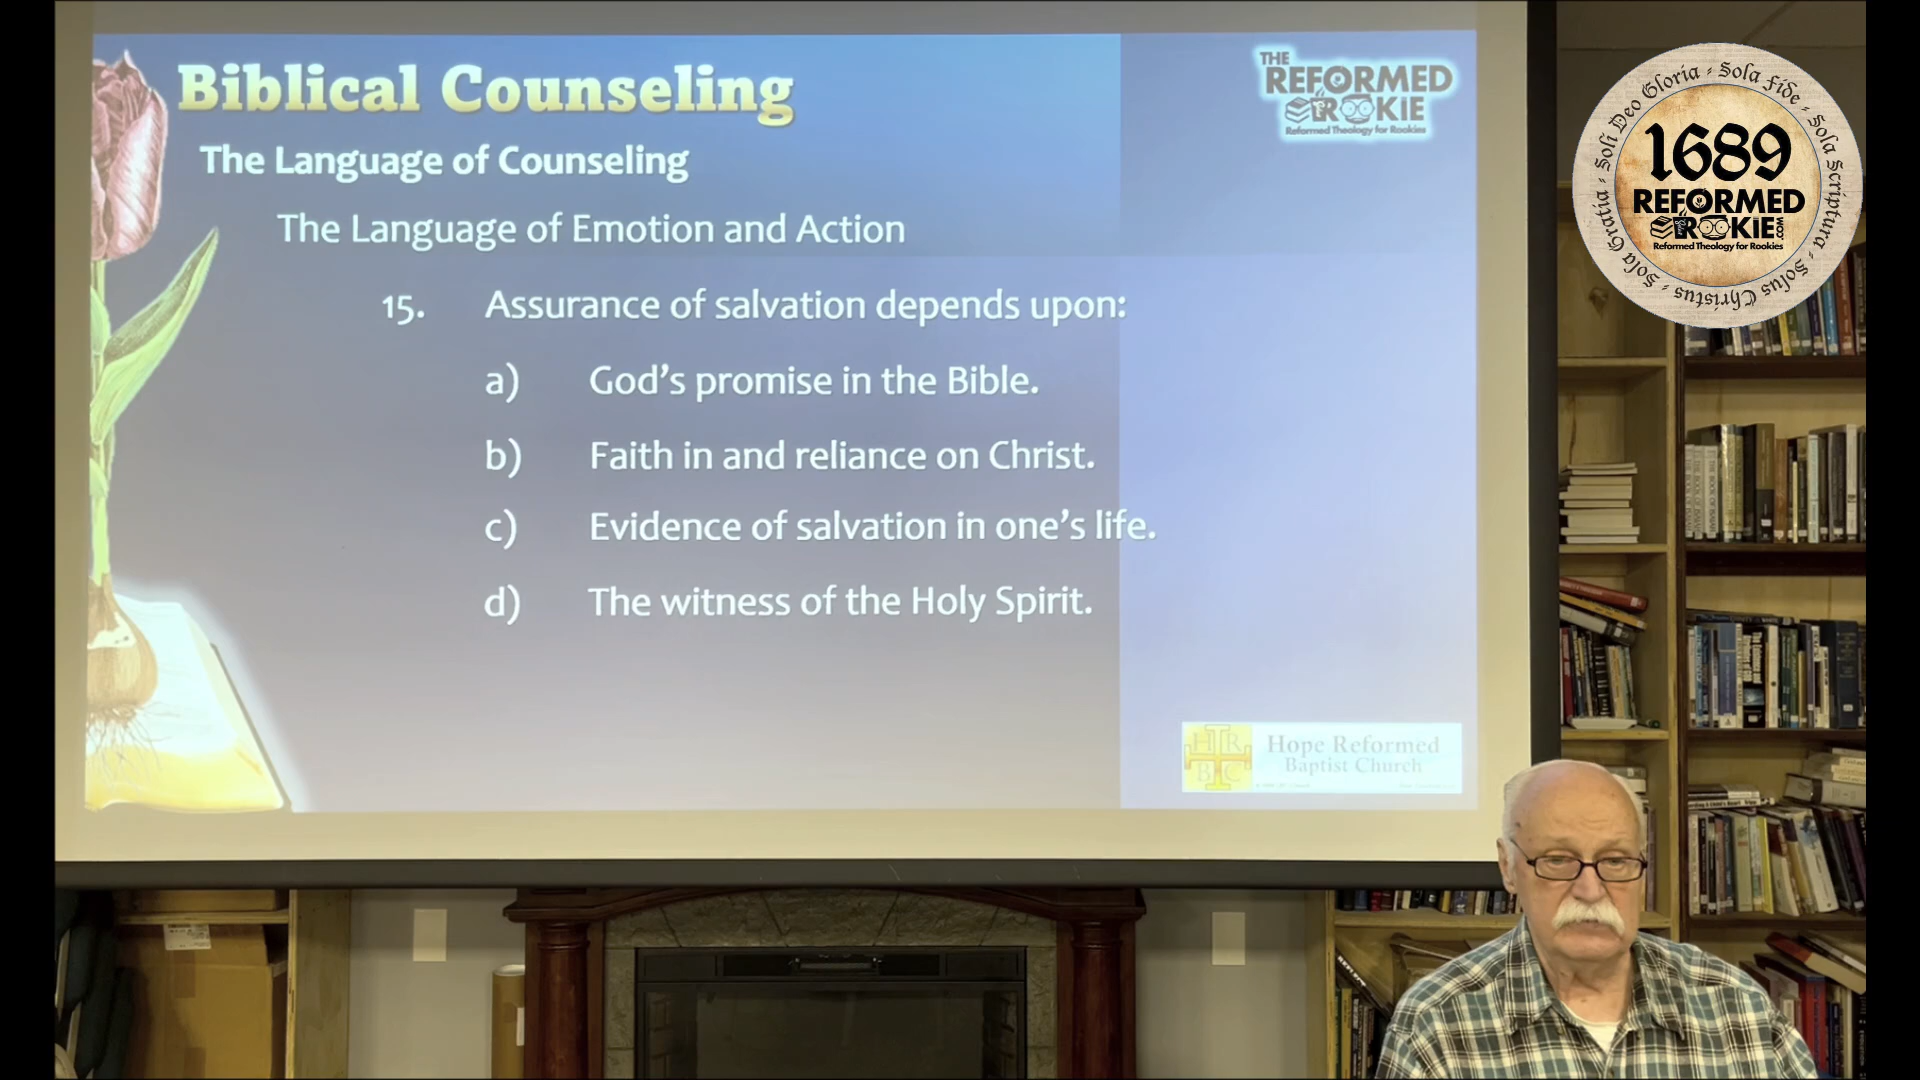 Biblical Counseling
The Language of Counseling
The Language of Emotion and Action
15. Assurance of salvation depends upon:
a) God's promise in the Bible.
b) Faith in and reliance on Christ.
c) Evidence of salvation in one's life.
d) The witness of the Holy Spirit.
THE
REFORMED
ROOKIE
Reformed Theology for Rookies
HR
BC
Hope Reformed
Baptist Church
Soli Deo Gloria - Sola Fide - Sola Scriptura - Solus Christus - Sola Gratia -
1689
REFORMED
ROOKIE.COM
Reformed Theology for Rookies